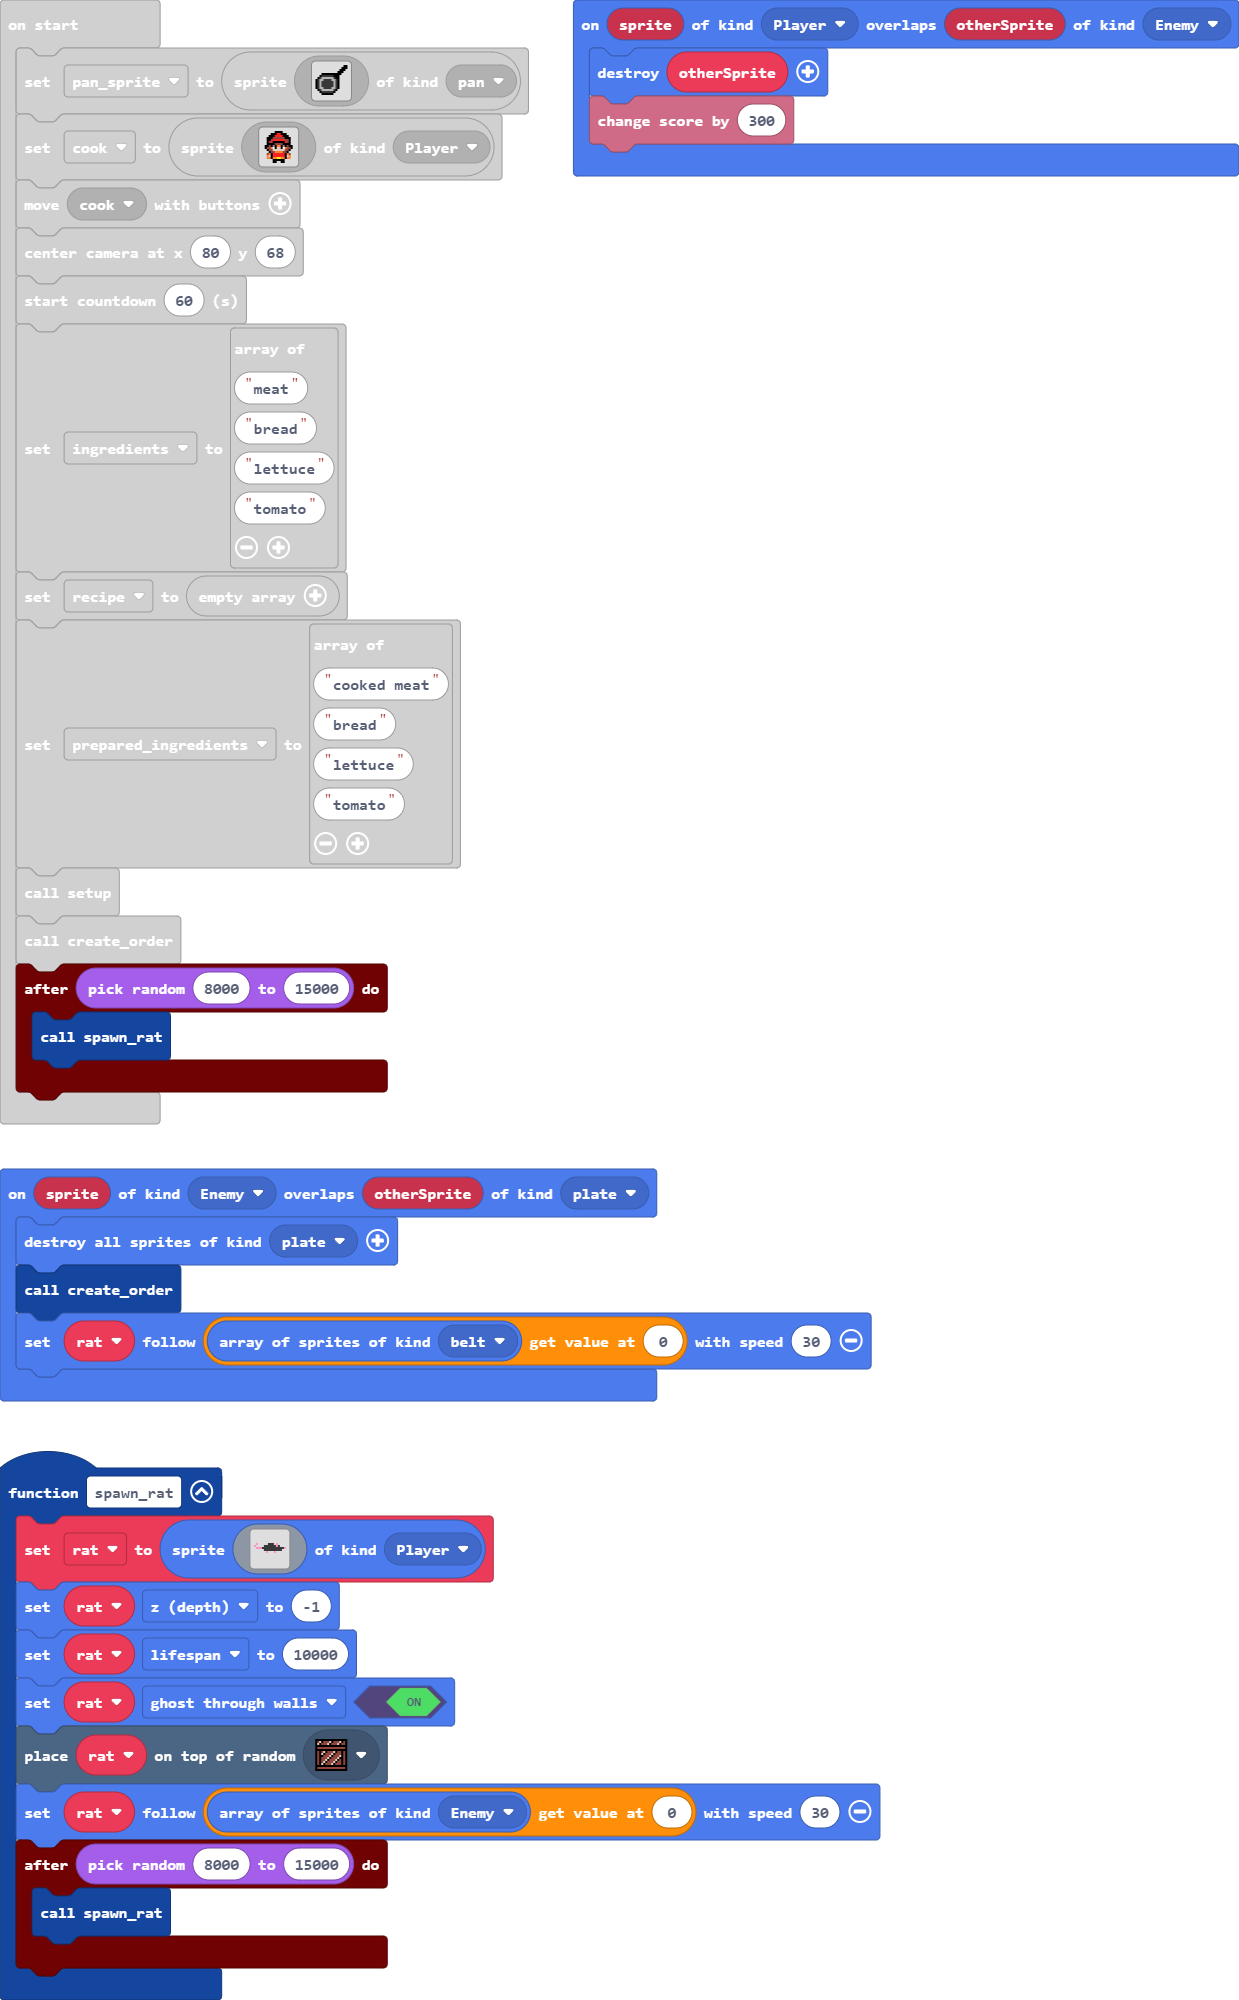 on start
set pan_sprite to sprite of kind pan
set cook to sprite of kind Player
move cook with buttons
center camera at x 80 y 68
start countdown 60 (s)
set ingredients to array of
"meat"
"bread"
"lettuce"
"tomato"
set recipe to empty array
set prepared_ingredients to array of
"cooked meat"
"bread"
"lettuce"
"tomato"
call setup
call create_order
after pick random 8000 to 15000 do
call spawn_rat
on sprite of kind Player overlaps otherSprite of kind Enemy
destroy otherSprite
change score by 300
on sprite of kind Enemy overlaps otherSprite of kind plate
destroy all sprites of kind plate
call create_order
set rat follow array of sprites of kind belt get value at 0 with speed 30
function spawn_rat
set rat to sprite of kind Player
set rat z (depth) to -1
set rat lifespan to 10000
set rat ghost through walls ON
place rat on top of random
set rat follow array of sprites of kind Enemy get value at 0 with speed 30
after pick random 8000 to 15000 do
call spawn_rat